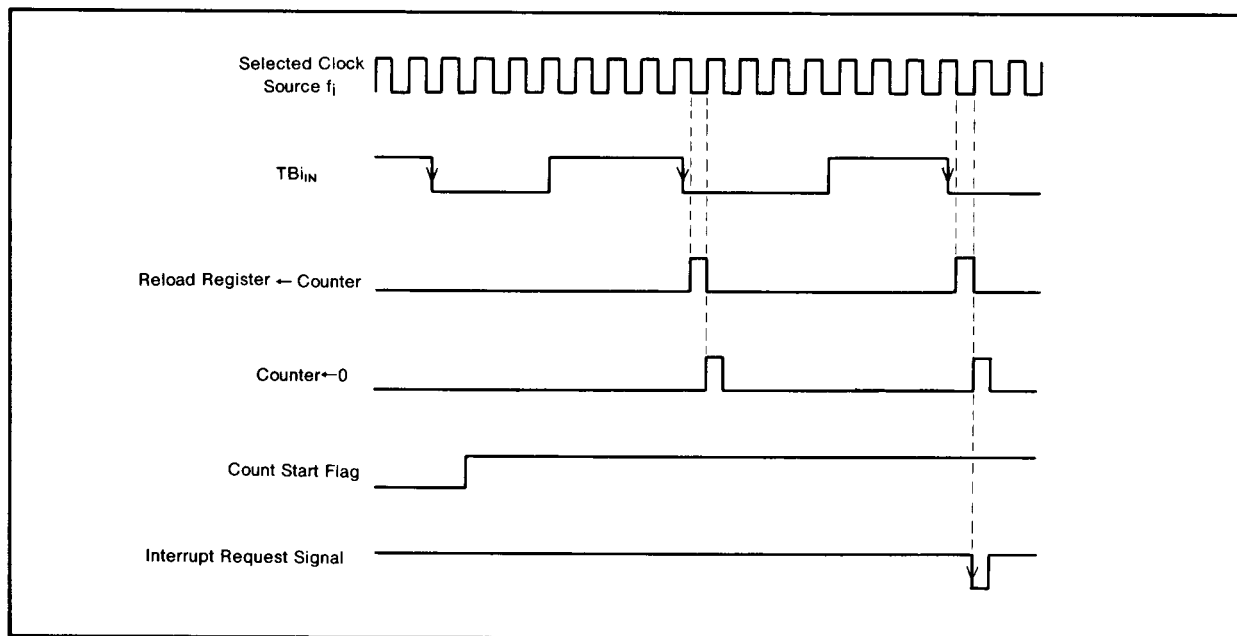 Selected Clock
Source fi
TBiIN
Reload Register ← Counter
Counter←0
Count Start Flag
Interrupt Request Signal